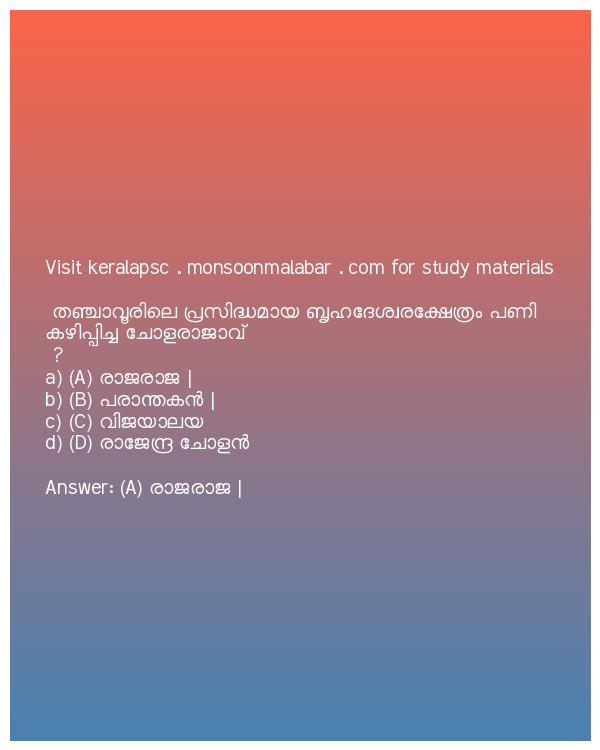 Visit keralapsc . monsoonmalabar . com for study materials
തഞ്ചാവൂരിലെ പ്രസിദ്ധമായ ബൃഹദേശ്വരക്ഷേത്രം പണി
കഴിപ്പിച്ച ചോളരാജാവ്
?
a) (A) രാജരാജ |
b) (B) പരാന്തകൻ |
c) (C) വിജയാലയ
d) (D) രാജേന്ദ്ര ചോളൻ
Answer: (A) രാജരാജ |